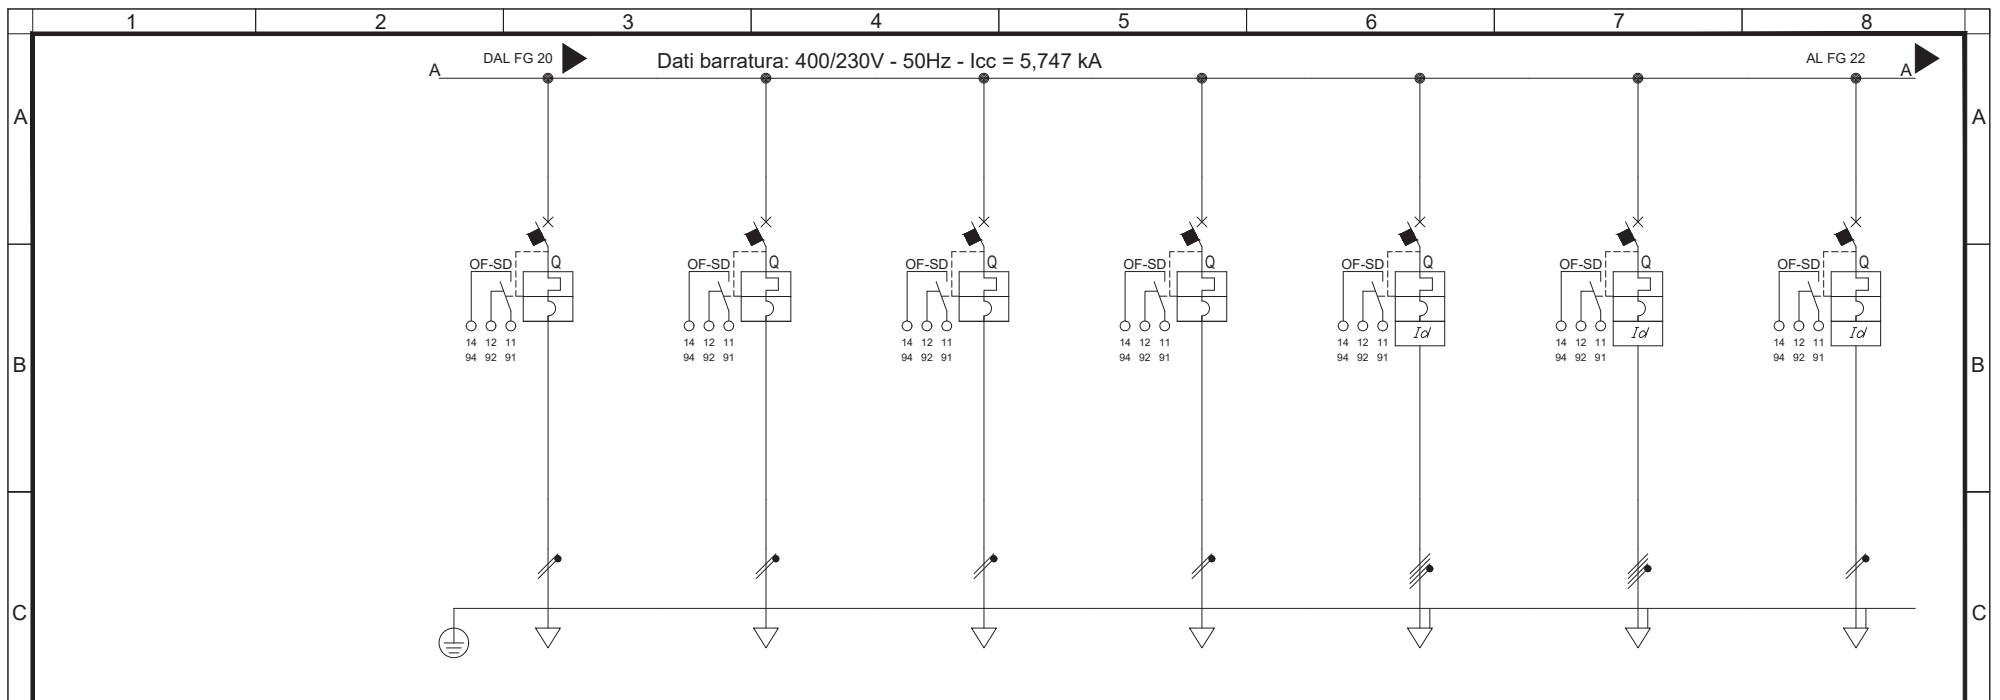 1 2 3 4 5 6 7 8
DAL FG 20 Dati barratura: 400/230V - 50Hz - Icc = 5,747 kA AL FG 22
A A
A A
OF-SD Q OF-SD Q OF-SD Q OF-SD Q OF-SD Q OF-SD Q OF-SD Q
Id Id Id
14 12 11 14 12 11 14 12 11 14 12 11 14 12 11 14 12 11 14 12 11
94 92 91 94 92 91 94 92 91 94 92 91 94 92 91 94 92 91 94 92 91
B B
C C